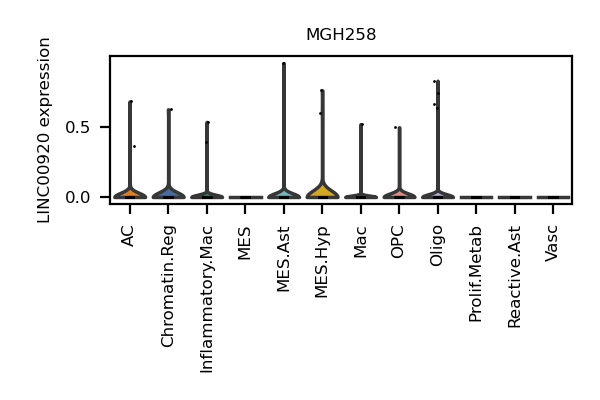 MGH258
LINC00920 expression
0.5
0.0
AC
Chromatin.Reg
Inflammatory.Mac
MES
MES.Ast
MES.Hyp
Mac
OPC
Oligo
Prolif.Metab
Reactive.Ast
Vasc